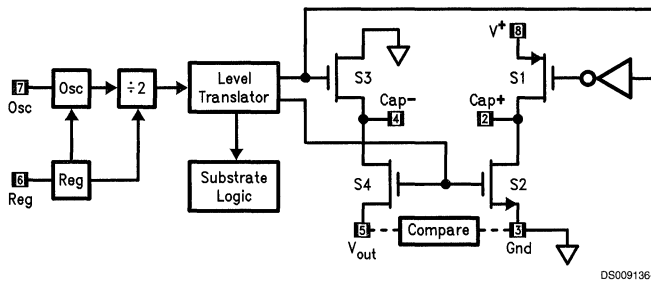 V+
8
S3
S1
7
Osc
Osc
÷2
Level
Translator
Cap-
4
Cap+
2
6
Reg
Reg
Substrate
Logic
S4
S2
5
Vout
Compare
3
Gnd
DS009136